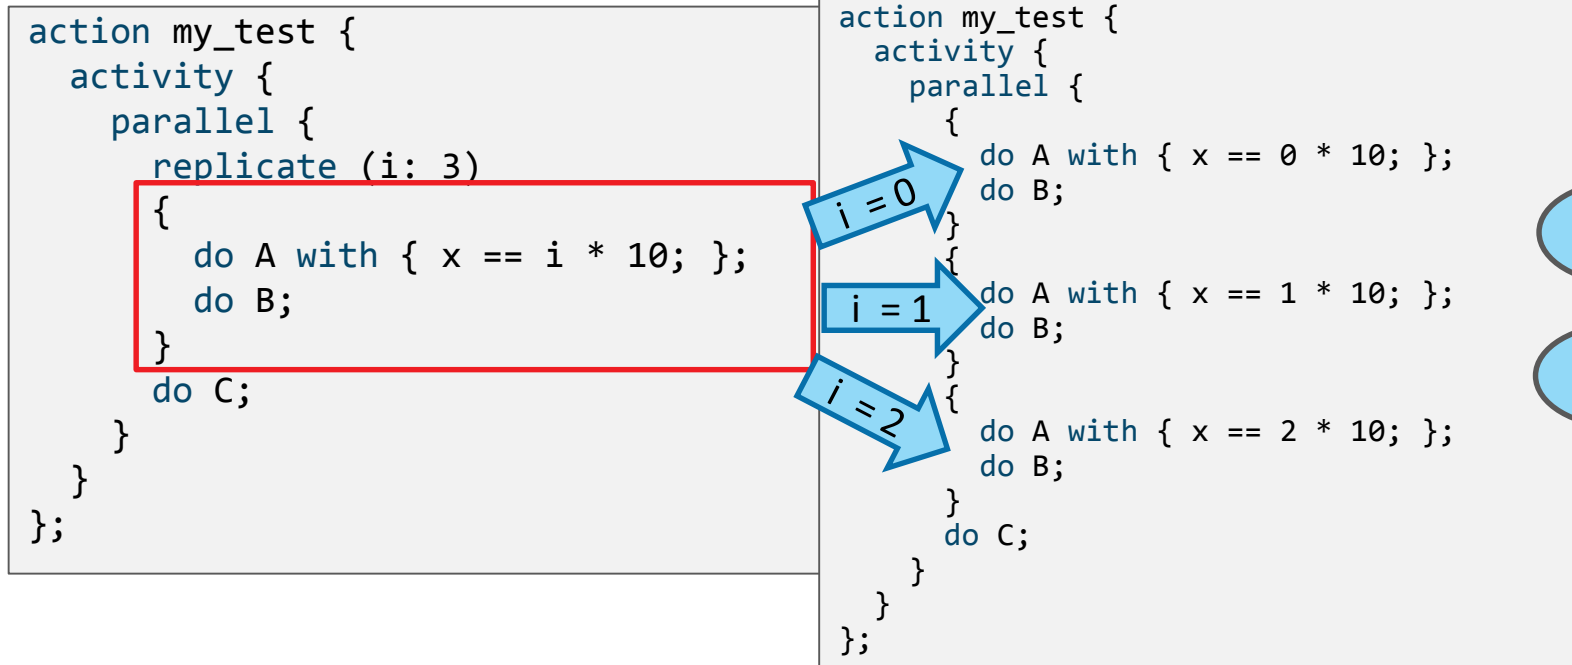 action my_test {
  activity {
    parallel {
      replicate (i: 3)
      {
        do A with { x == i * 10; };
        do B;
      }
      do C;
    }
  }
};
i = 0
i = 1
i = 2
action my_test {
  activity {
    parallel {
      {
        do A with { x == 0 * 10; };
        do B;
      }
      {
        do A with { x == 1 * 10; };
        do B;
      }
      {
        do A with { x == 2 * 10; };
        do B;
      }
      do C;
    }
  }
};